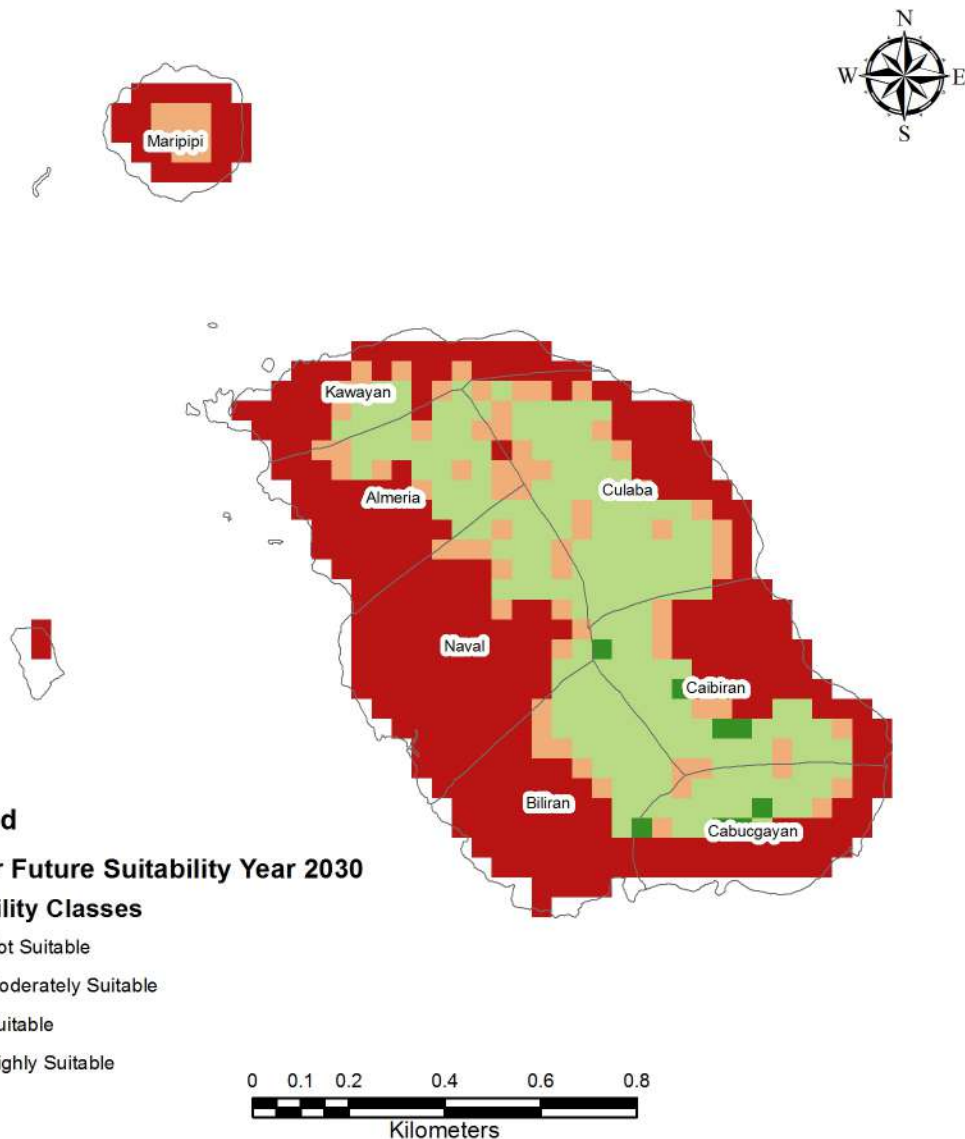 N
W E
S
Maripipi
Kawayan
Almeria
Culaba
Naval
Caibiran
Biliran
Cabucgayan
d
r Future Suitability Year 2030
ility Classes
ot Suitable
oderately Suitable
uitable
ighly Suitable
0 0.1 0.2 0.4 0.6 0.8
Kilometers